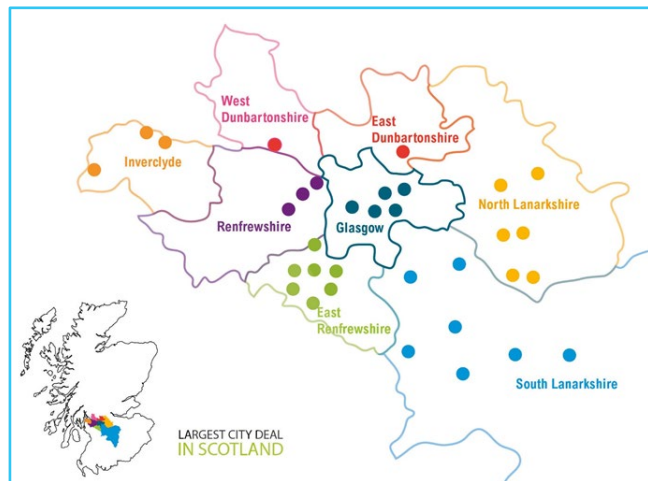 West
Dunbartonshire
East
Dunbartonshire
Inverclyde
North Lanarkshire
Renfrewshire
Glasgow
East
Renfrewshire
South Lanarkshire
LARGEST CITY DEAL
IN SCOTLAND